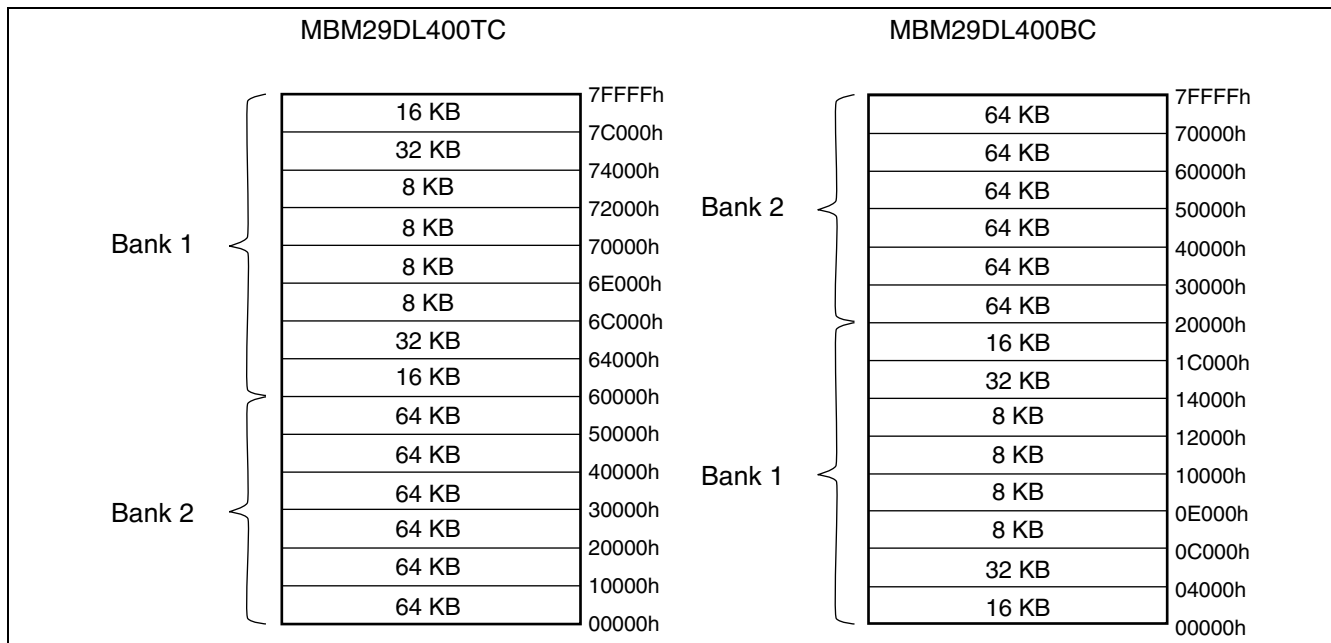 MBM29DL400TC
Bank 1
Bank 2
16 KB
32 KB
8 KB
8 KB
8 KB
8 KB
32 KB
16 KB
64 KB
64 KB
64 KB
64 KB
64 KB
64 KB
7FFFFh
7C000h
74000h
72000h
70000h
6E000h
6C000h
64000h
60000h
50000h
40000h
30000h
20000h
10000h
00000h
MBM29DL400BC
Bank 2
Bank 1
64 KB
64 KB
64 KB
64 KB
64 KB
64 KB
16 KB
32 KB
8 KB
8 KB
8 KB
8 KB
32 KB
16 KB
7FFFFh
70000h
60000h
50000h
40000h
30000h
20000h
1C000h
14000h
12000h
10000h
0E000h
0C000h
04000h
00000h